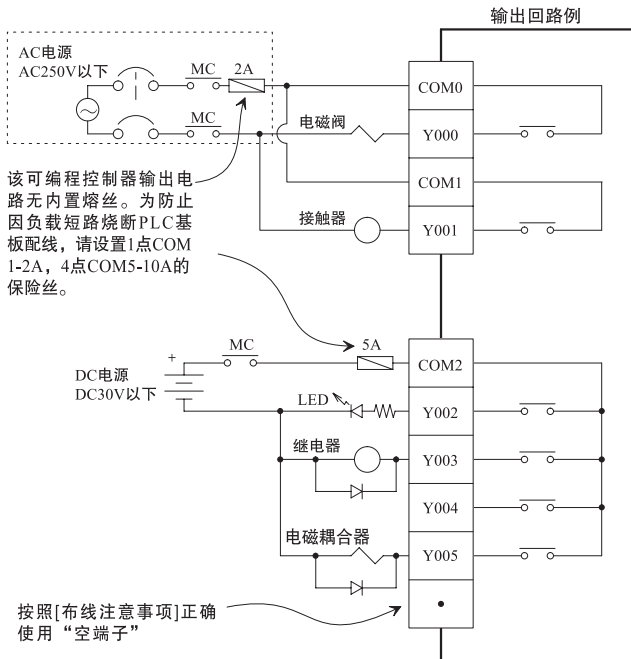 输出回路例
AC电源
AC250V以下
MC
2A
MC
COM0
电磁阀
Y000
COM1
接触器
Y001
该可编程控制器输出电
路无内置熔丝。为防止
因负载短路烧断PLC基
板配线，请设置1点COM
1-2A，4点COM5-10A的
保险丝。
+
MC
5A
COM2
DC电源
DC30V以下
LED
Y002
继电器
Y003
Y004
电磁耦合器
Y005
按照[布线注意事项]正确
使用“空端子”